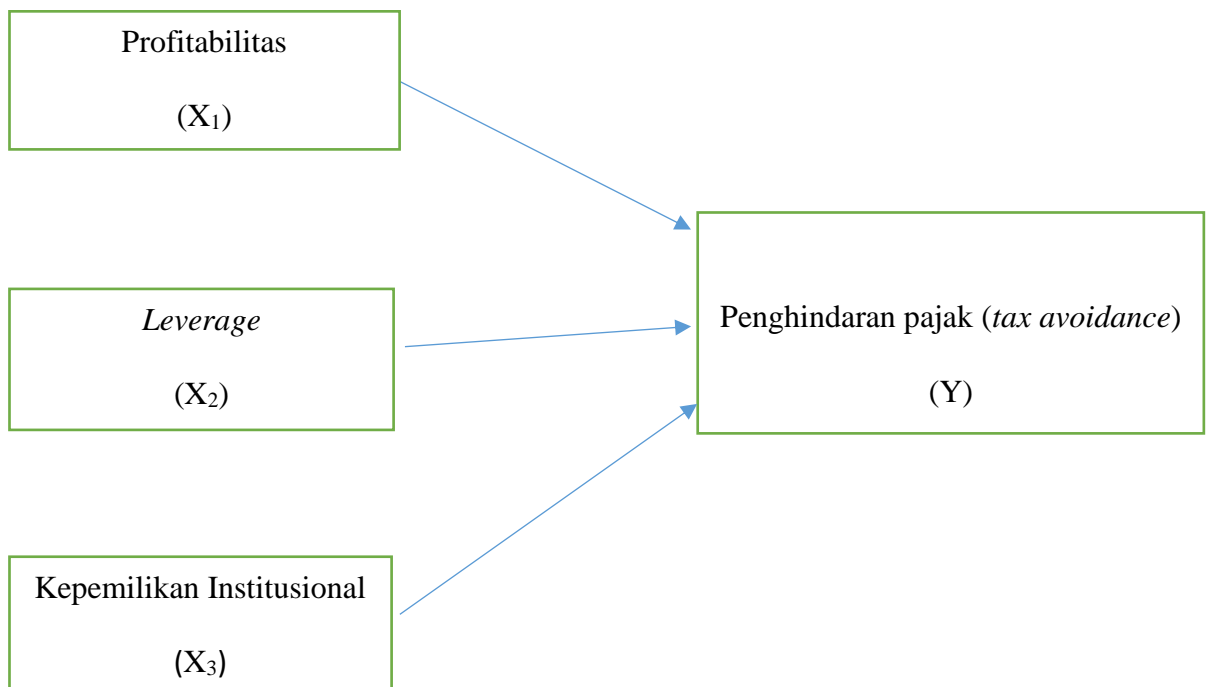 Profitabilitas
(X₁)
Leverage
(X₂)
Penghindaran pajak (tax avoidance)
(Y)
Kepemilikan Institusional
(X₃)